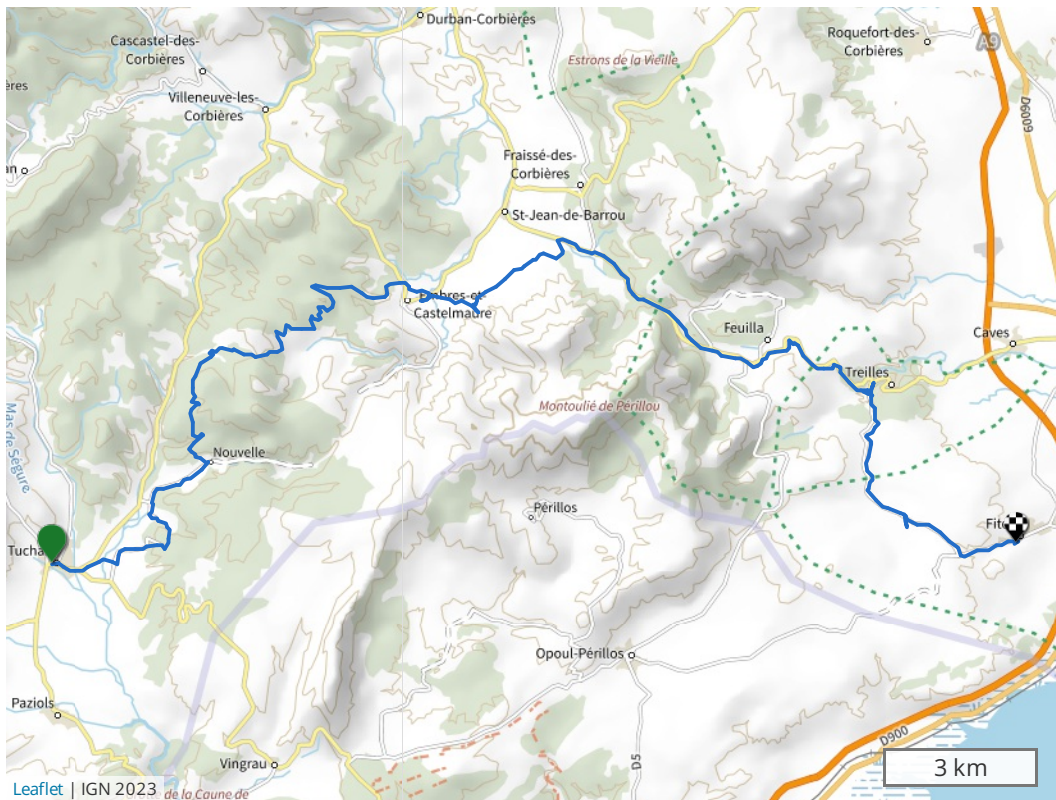 Durban-Corbières
Cascastel-des-
Corbières
Roquefort-des-
Corbières
A9
Estrons de la Vieille
Villeneuve-les-
Corbières
D6009
Fraissé-des-
Corbières
St-Jean-de-Barrou
Embres-et-
Castelmaure
Feuilla
Caves
Treilles
Montoulié de Périllou
Mas de Ségure
Nouvelle
Périllos
Opoul-Périllos
Paziols
D900
D5
Vingrau
3 km
Leaflet | IGN 2023